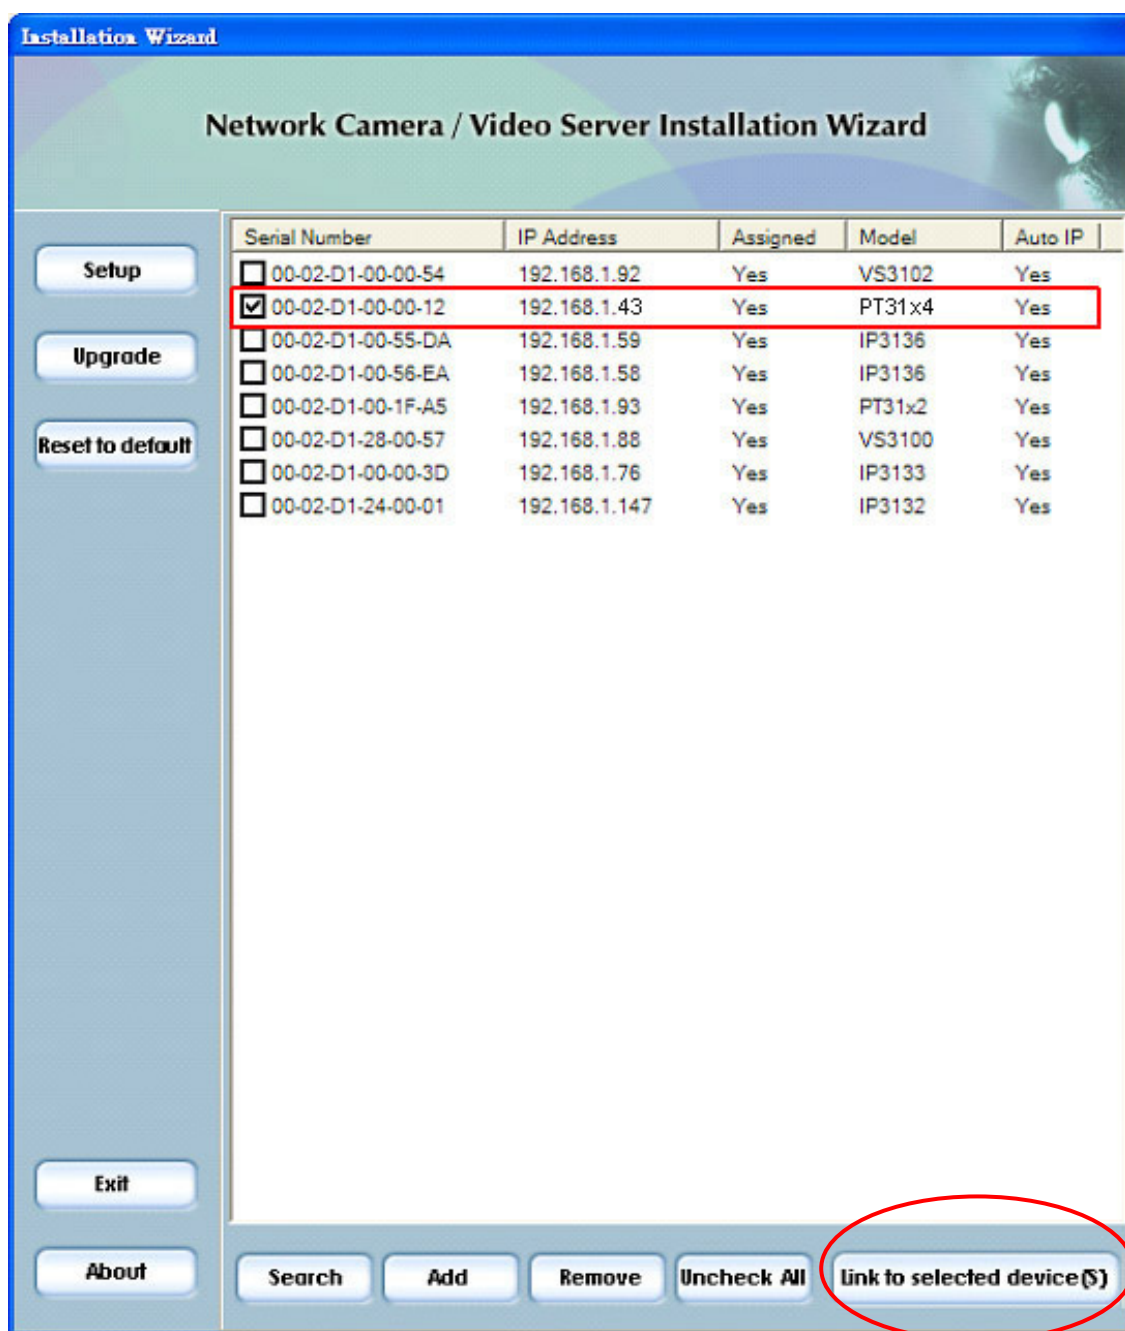 Installation Wizard
Network Camera / Video Server Installation Wizard
Serial Number IP Address Assigned Model Auto IP
Setup
00-02-D1-00-00-54 192.168.1.92 Yes VS3102 Yes
00-02-D1-00-00-12 192.168.1.43 Yes PT31x4 Yes
00-02-D1-00-55-DA 192.168.1.59 Yes IP3136 Yes
Upgrade
00-02-D1-00-56-EA 192.168.1.58 Yes IP3136 Yes
00-02-D1-00-1F-A5 192.168.1.93 Yes PT31x2 Yes
Reset to default
00-02-D1-28-00-57 192.168.1.88 Yes VS3100 Yes
00-02-D1-00-00-3D 192.168.1.76 Yes IP3133 Yes
00-02-D1-24-00-01 192.168.1.147 Yes IP3132 Yes
Exit
About
Search Add Remove Uncheck All Link to selected device(S)